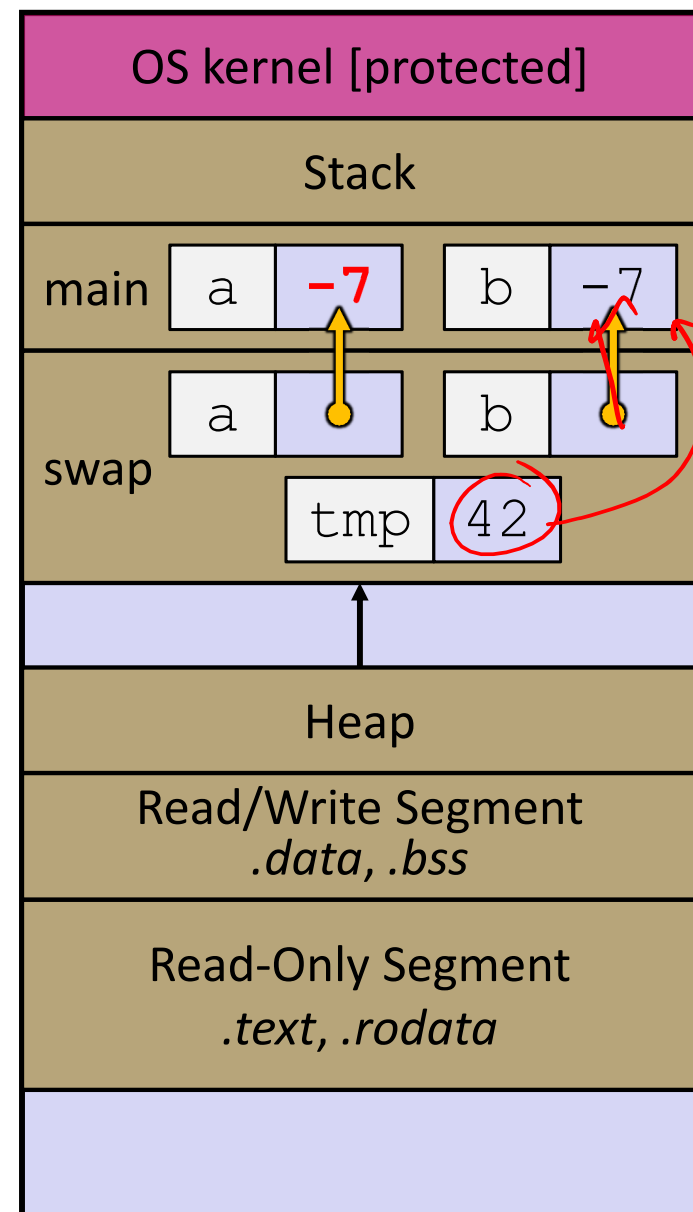 OS kernel [protected]
Stack
main a -7 b -7
swap a b
tmp 42
Heap
Read/Write Segment
.data, .bss
Read-Only Segment
.text, .rodata